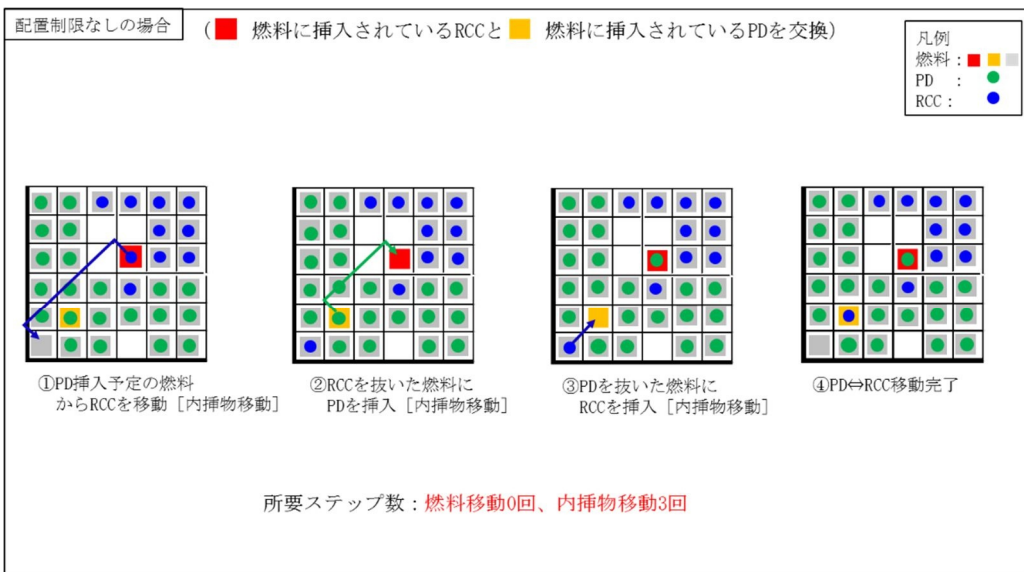 配置制限なしの場合
(■ 燃料に挿入されているRCCと■ 燃料に挿入されているPDを交換)
凡例
燃料：
PD ：
RCC：
①PD挿入予定の燃料
からRCCを移動［内挿物移動］
②RCCを抜いた燃料に
PDを挿入［内挿物移動］
③PDを抜いた燃料に
RCCを挿入［内挿物移動］
④PD⇔RCC移動完了
所要ステップ数：燃料移動0回、内挿物移動3回